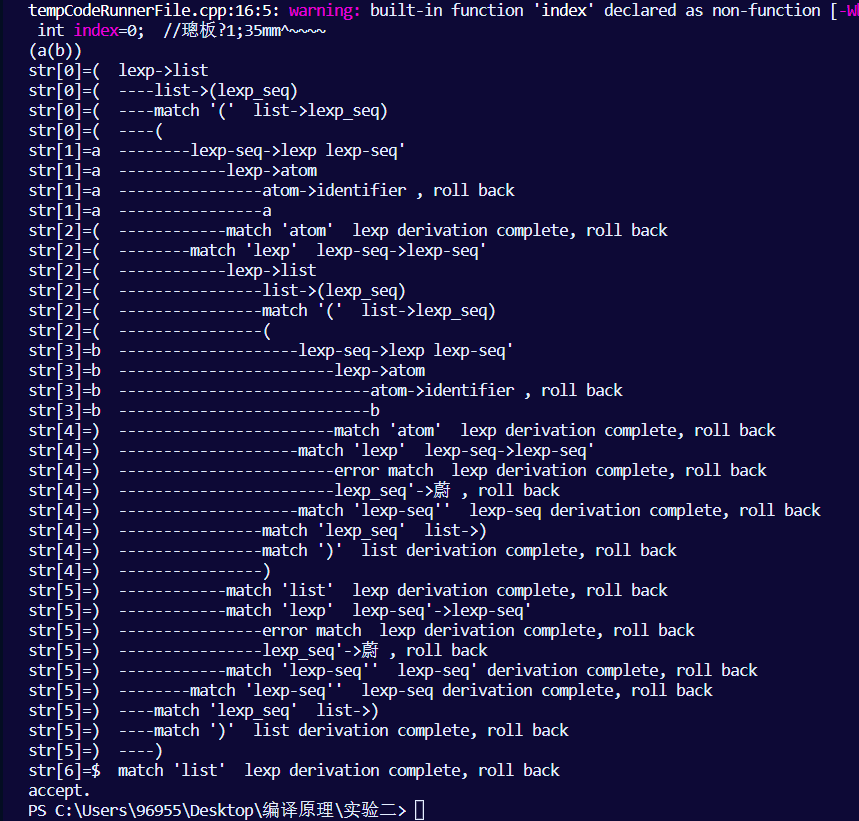 tempCodeRunnerFile.cpp:16:5: warning: built-in function 'index' declared as non-function [-W
int index=0;  //璁板?1;35mm^~~~~
(a(b))
str[0]=(  lexp->list
str[0]=(  ----list->(lexp_seq)
str[0]=(  ----match '('  list->lexp_seq)
str[0]=(  ----(
str[1]=a  --------lexp-seq->lexp lexp-seq'
str[1]=a  ------------lexp->atom
str[1]=a  ----------------atom->identifier , roll back
str[1]=a  ----------------a
str[2]=(  ------------match 'atom'  lexp derivation complete, roll back
str[2]=(  --------match 'lexp'  lexp-seq->lexp-seq'
str[2]=(  ------------lexp->list
str[2]=(  ----------------list->(lexp_seq)
str[2]=(  ----------------match '('  list->lexp_seq)
str[2]=(  ----------------(
str[3]=b  --------------------lexp-seq->lexp lexp-seq'
str[3]=b  ------------------------lexp->atom
str[3]=b  ----------------------------atom->identifier , roll back
str[3]=b  ----------------------------b
str[4]=)  ------------------------match 'atom'  lexp derivation complete, roll back
str[4]=)  --------------------match 'lexp'  lexp-seq->lexp-seq'
str[4]=)  ------------------------error match  lexp derivation complete, roll back
str[4]=)  ------------------------lexp_seq'->蔚 , roll back
str[4]=)  --------------------match 'lexp-seq''  lexp-seq derivation complete, roll back
str[4]=)  ----------------match 'lexp_seq'  list->)
str[4]=)  ----------------match ')'  list derivation complete, roll back
str[4]=)  ----------------)
str[5]=)  ------------match 'list'  lexp derivation complete, roll back
str[5]=)  ------------match 'lexp'  lexp-seq'->lexp-seq'
str[5]=)  ----------------error match  lexp derivation complete, roll back
str[5]=)  ----------------lexp_seq'->蔚 , roll back
str[5]=)  ------------match 'lexp-seq''  lexp-seq' derivation complete, roll back
str[5]=)  --------match 'lexp-seq''  lexp-seq derivation complete, roll back
str[5]=)  ----match 'lexp_seq'  list->)
str[5]=)  ----match ')'  list derivation complete, roll back
str[5]=)  ----)
str[6]=$  match 'list'  lexp derivation complete, roll back
accept.
PS C:\Users\96955\Desktop\编译原理\实验二>